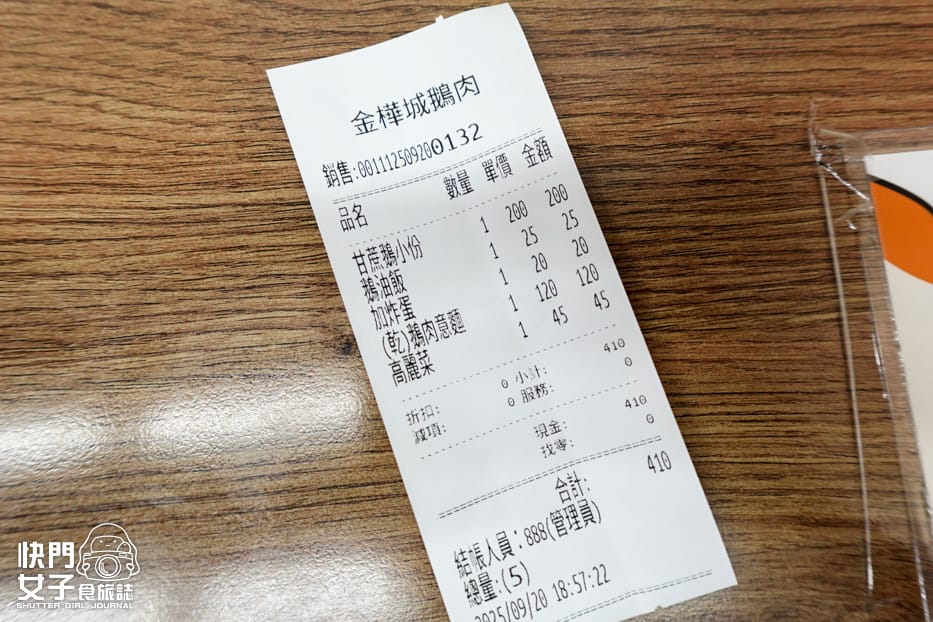 金樺城鵝肉
銷售:001112509200132
品名 數量 單價 金額
甘蔗鵝小份 1 200 200
鵝油飯 1 25 25
加炸蛋 1 20 20
(乾)鵝肉意麵 1 120 120
高麗菜 1 45 45
折扣: 0 小計: 410
減項: 0 服務: 0
現金: 410
找零: 0
合計: 410
結帳人員：888(管理員)
總量:(5)
2025/09/20 18:57:22
快門
女子食旅誌
SHUTTER GIRL JOURNAL